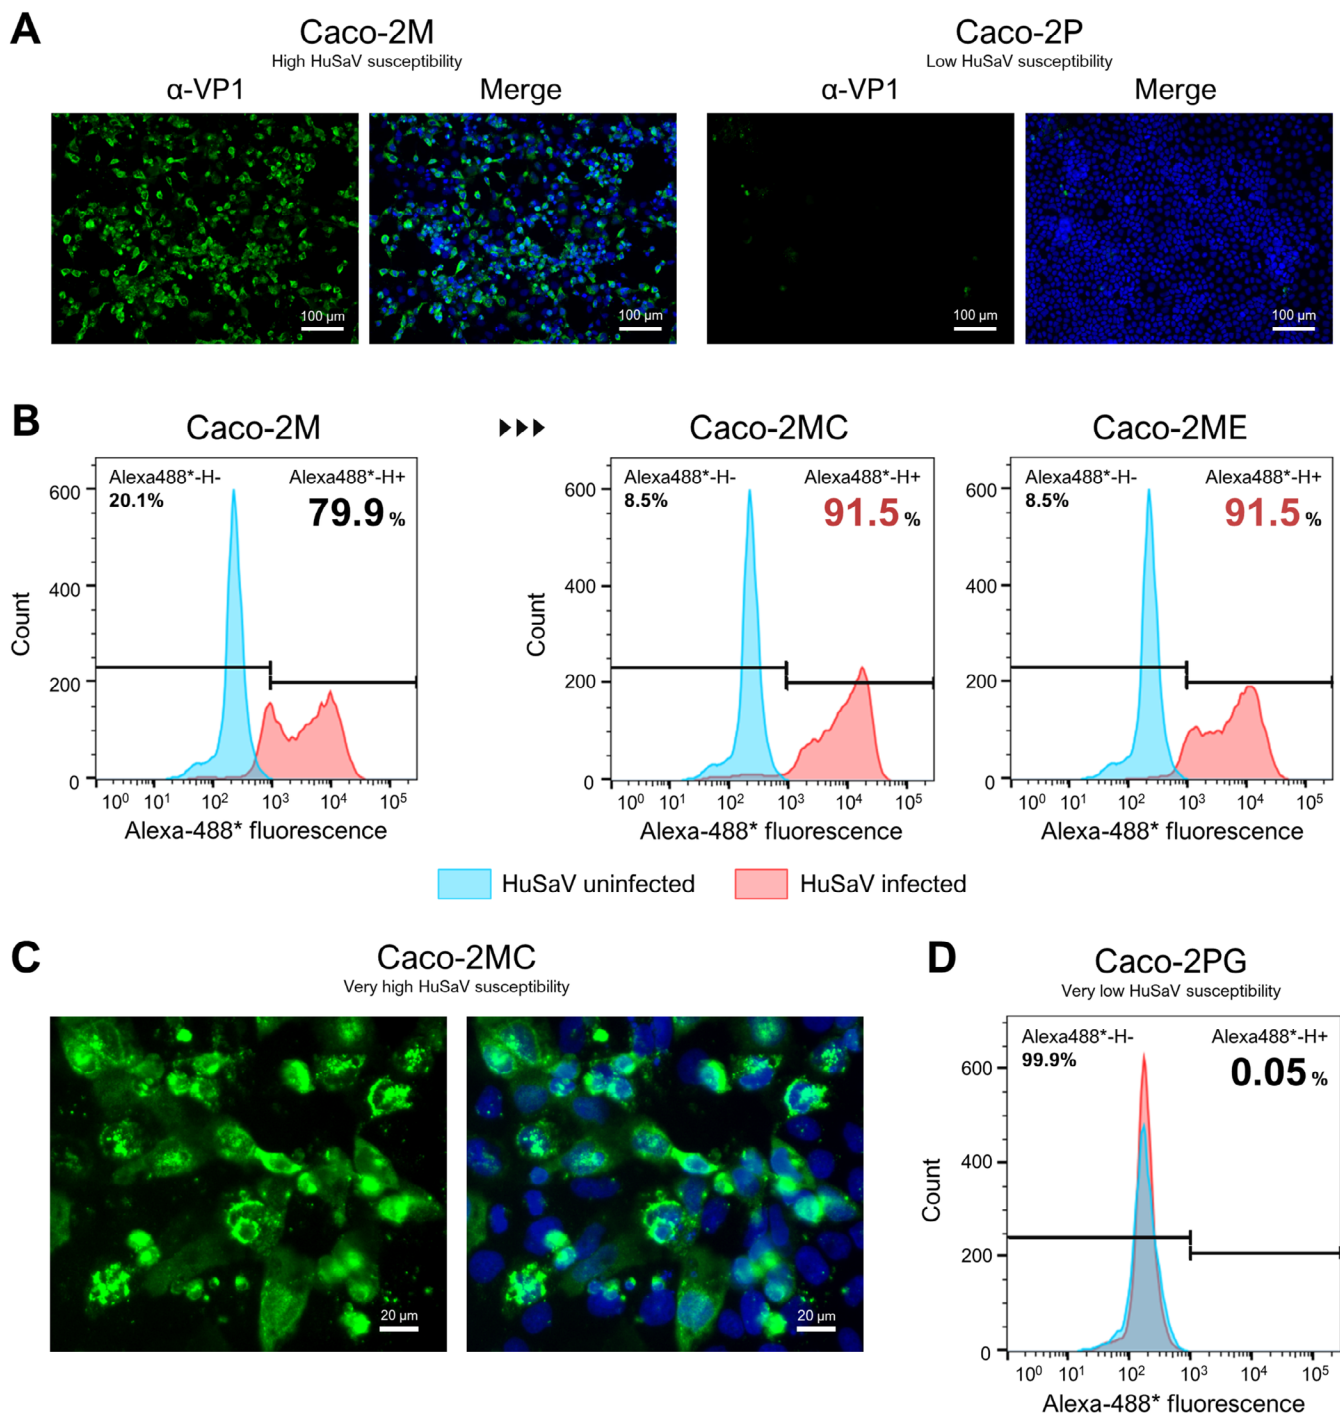 A
Caco-2M
High HuSaV susceptibility
α-VP1
Merge
100 µm
100 µm
Caco-2P
Low HuSaV susceptibility
α-VP1
Merge
100 µm
100 µm
B
Caco-2M
Alexa488*-H-
20.1%
Alexa488*-H+
79.9 %
Count
600
400
200
0
10⁰ 10¹ 10² 10³ 10⁴ 10⁵
Alexa-488* fluorescence
Caco-2MC
Alexa488*-H-
8.5%
Alexa488*-H+
91.5 %
Count
600
400
200
0
10⁰ 10¹ 10² 10³ 10⁴ 10⁵
Alexa-488* fluorescence
Caco-2ME
Alexa488*-H-
8.5%
Alexa488*-H+
91.5 %
600
400
200
0
10⁰ 10¹ 10² 10³ 10⁴ 10⁵
Alexa-488* fluorescence
HuSaV uninfected
HuSaV infected
C
Caco-2MC
Very high HuSaV susceptibility
20 µm
20 µm
D
Caco-2PG
Very low HuSaV susceptibility
Alexa488*-H-
99.9%
Alexa488*-H+
0.05 %
Count
600
400
200
0
10⁰ 10¹ 10² 10³ 10⁴ 10⁵
Alexa-488* fluorescence